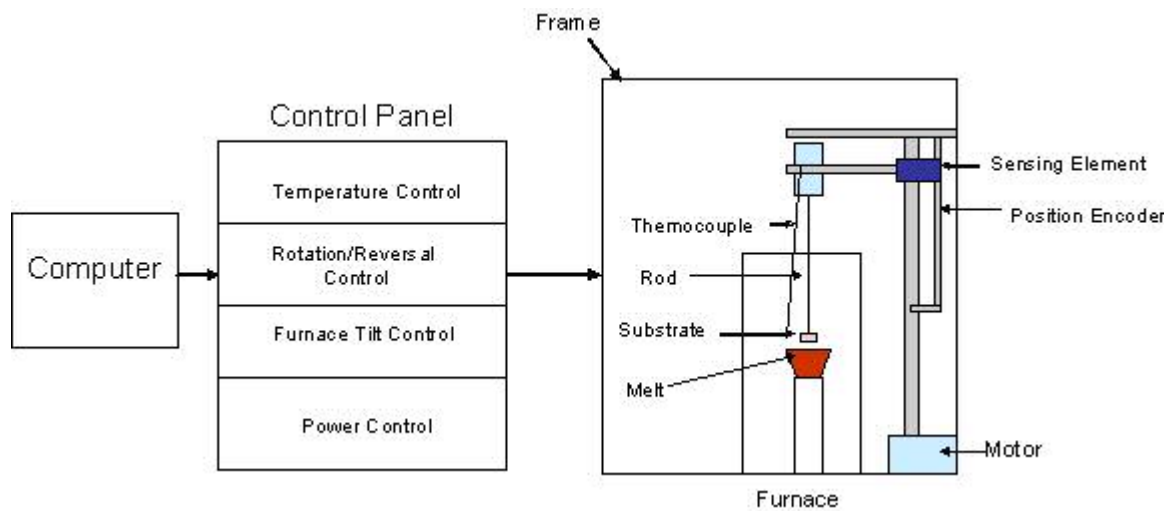 Frame
Control Panel
Temperature Control
Rotation/Reversal
Control
Furnace Tilt Control
Power Control
Computer
Sensing Element
Position Encoder
Themocouple
Rod
Substrate
Melt
Motor
Furnace